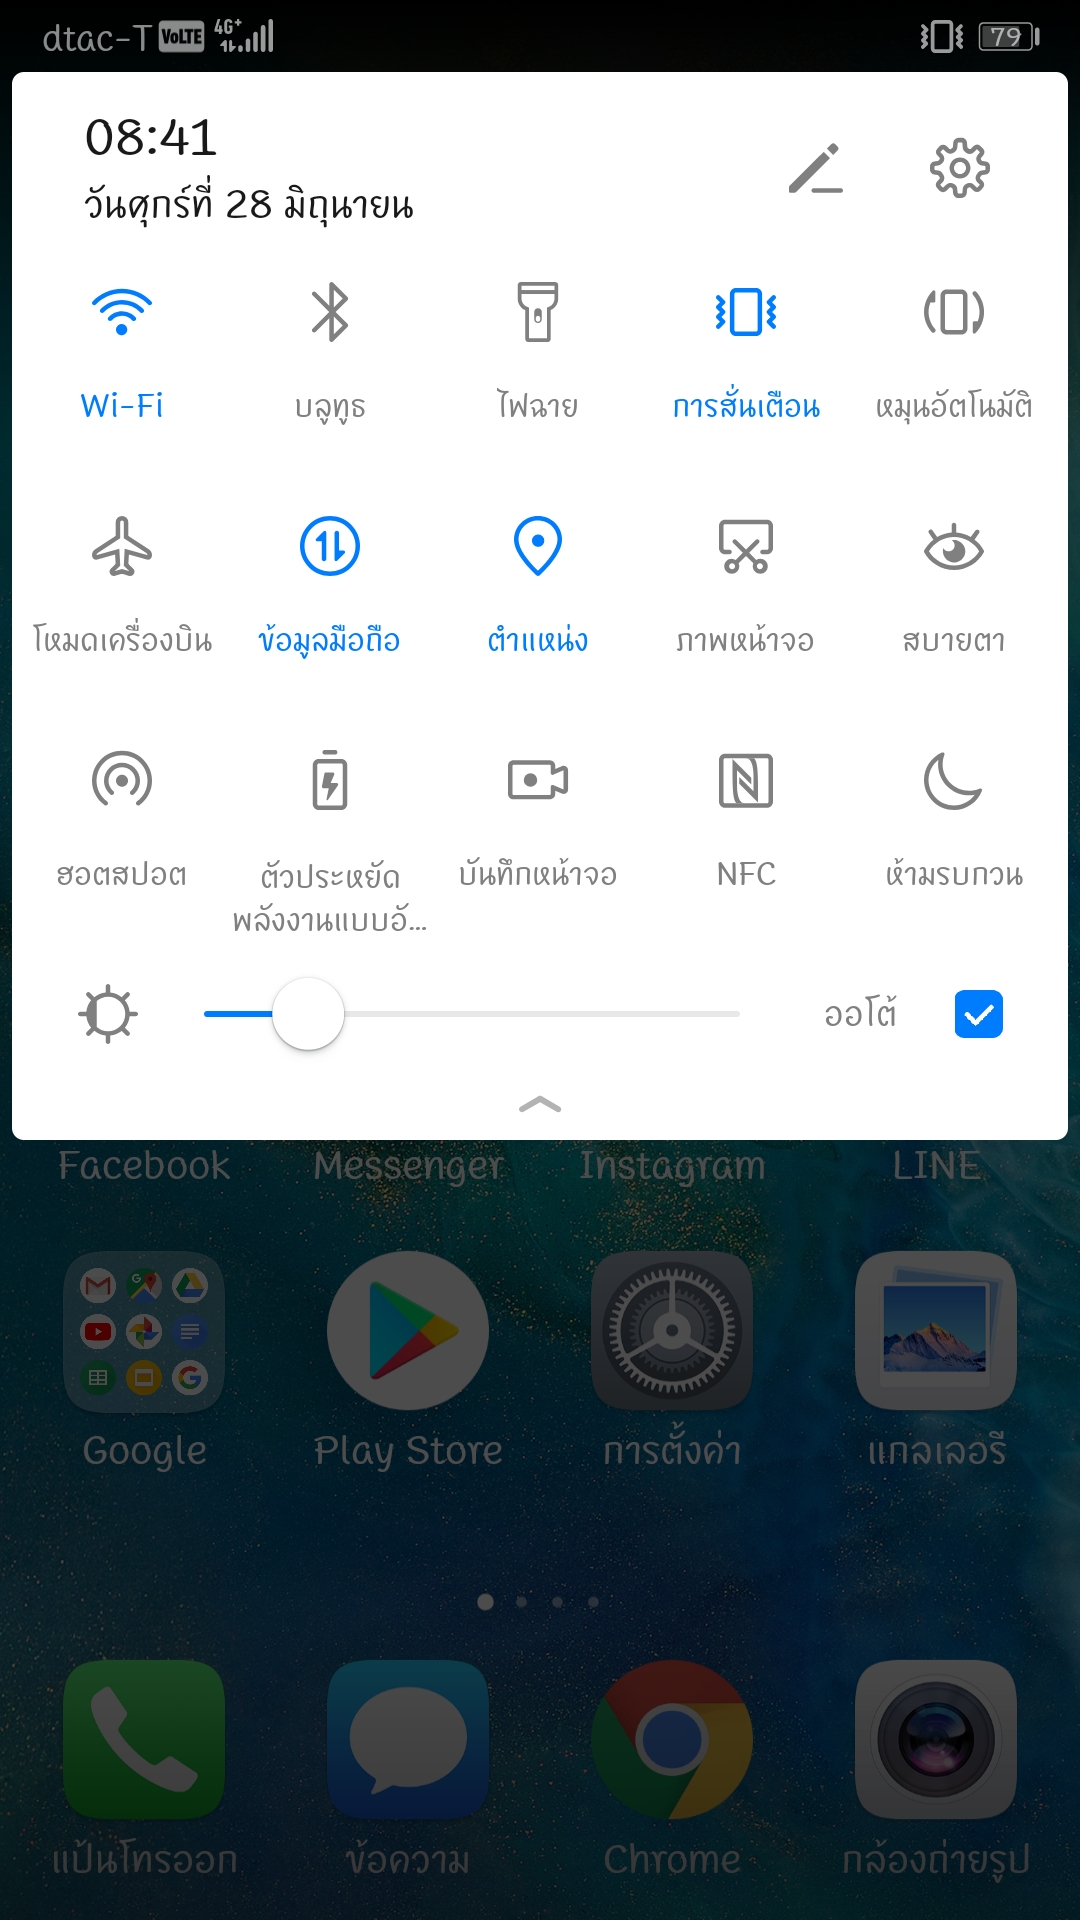 dtac-T VoLTE 4G+ 79
08:41
วันศุกร์ที่ 28 มิถุนายน
Wi-Fi บลูทูธ ไฟฉาย การสั่นเตือน หมุนอัตโนมัติ
โหมดเครื่องบิน ข้อมูลมือถือ ตำแหน่ง ภาพหน้าจอ สบายตา
ฮอตสปอต ตัวประหยัด บันทึกหน้าจอ NFC ห้ามรบกวน
พลังงานแบบอั...
ออโต้
Facebook Messenger Instagram LINE
Google Play Store การตั้งค่า แกลเลอรี
แป้นโทรออก ข้อความ Chrome กล้องถ่ายรูป